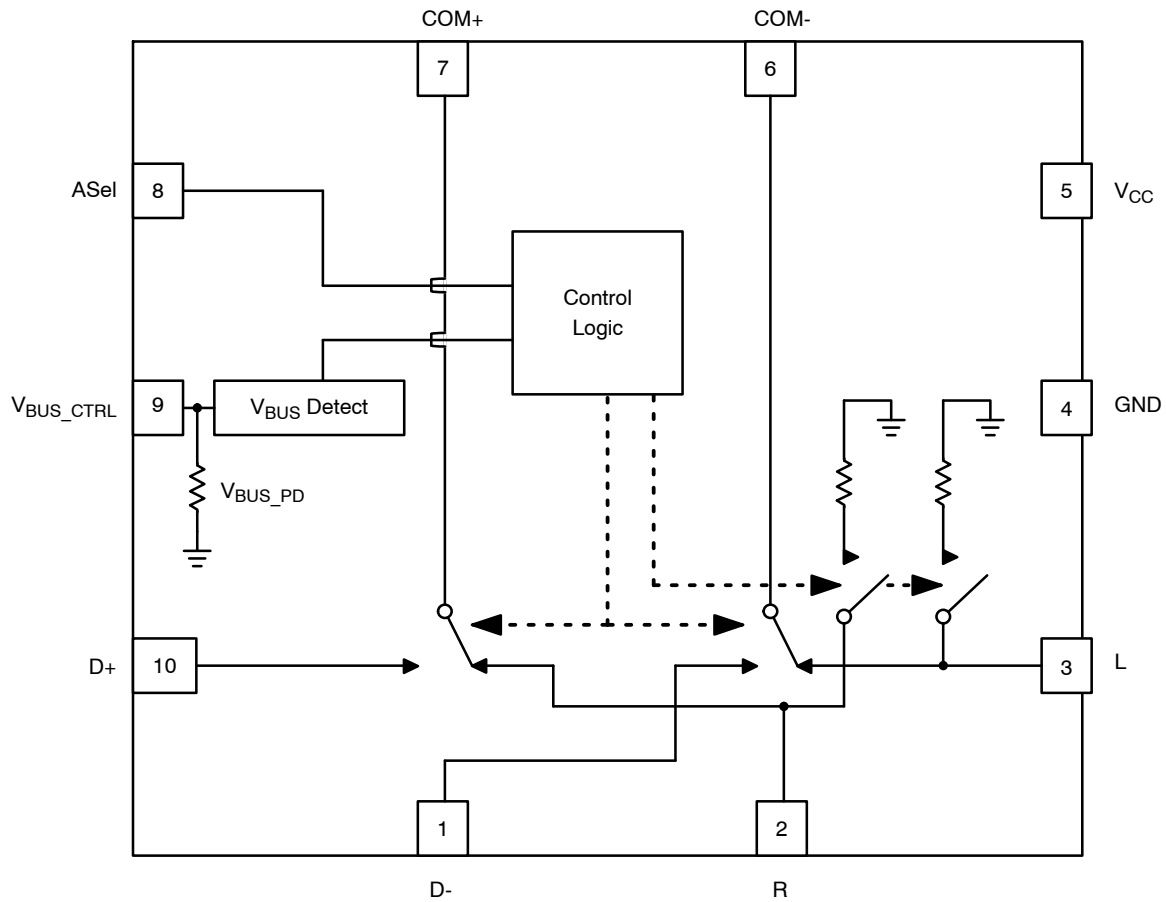 COM+
COM-
7
6
ASel
8
5
VCC
Control
Logic
VBUS_CTRL
9
VBUS Detect
4
GND
VBUS_PD
D+
10
3
L
1
2
D-
R